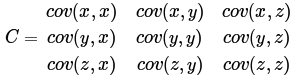 cov(x, x) cov(x, y) cov(x, z)
C = cov(y, x) cov(y, y) cov(y, z)
cov(z, x) cov(z, y) cov(z, z)